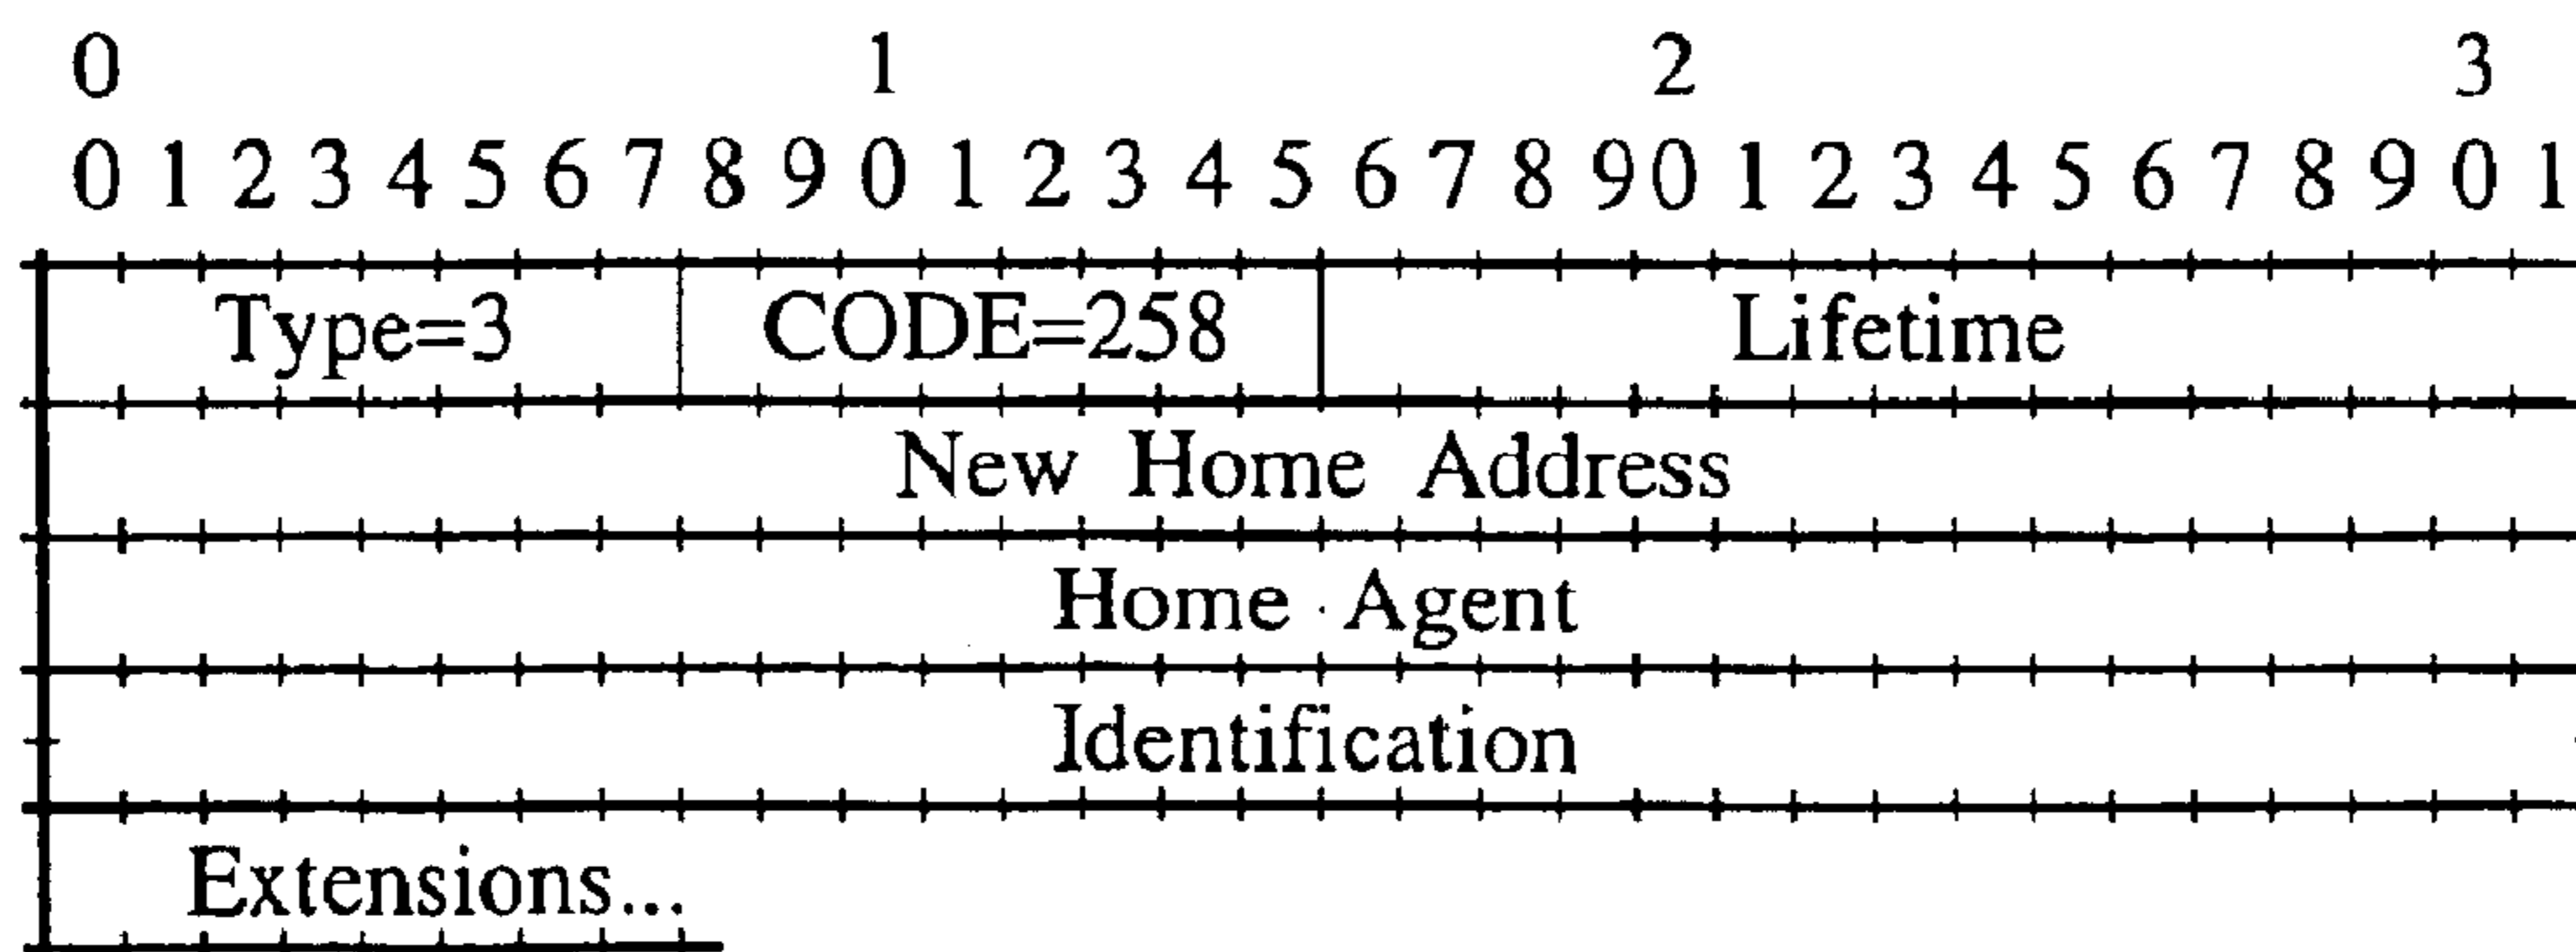 0 1 2 3
0 1 2 3 4 5 6 7 8 9 0 1 2 3 4 5 6 7 8 9 0 1 2 3 4 5 6 7 8 9 0 1
Type=3 CODE=258 Lifetime
New Home Address
Home Agent
Identification
Extensions...